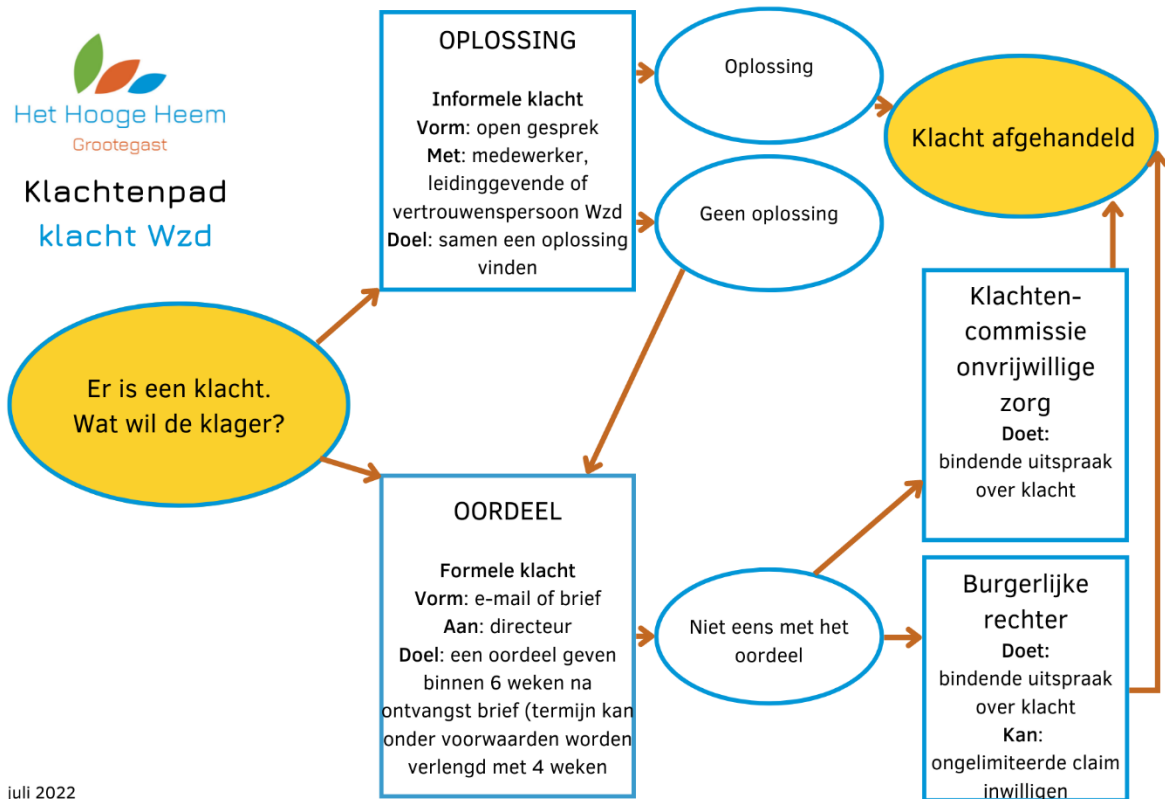 Het Hooge Heem
Grootegast
Klachtenpad
klacht Wzd
Er is een klacht.
Wat wil de klager?
OPLOSSING
Informele klacht
Vorm: open gesprek
Met: medewerker,
leidinggevende of
vertrouwenspersoon Wzd
Doel: samen een oplossing
vinden
Oplossing
Geen oplossing
Klacht afgehandeld
OORDEEL
Formele klacht
Vorm: e-mail of brief
Aan: directeur
Doel: een oordeel geven
binnen 6 weken na
ontvangst brief (termijn kan
onder voorwaarden worden
verlengd met 4 weken
Niet eens met het
oordeel
Klachten-
commissie
onvrijwillige
zorg
Doet:
bindende uitspraak
over klacht
Burgerlijke
rechter
Doet:
bindende uitspraak
over klacht
Kan:
ongelimiteerde claim
inwilligen
juli 2022